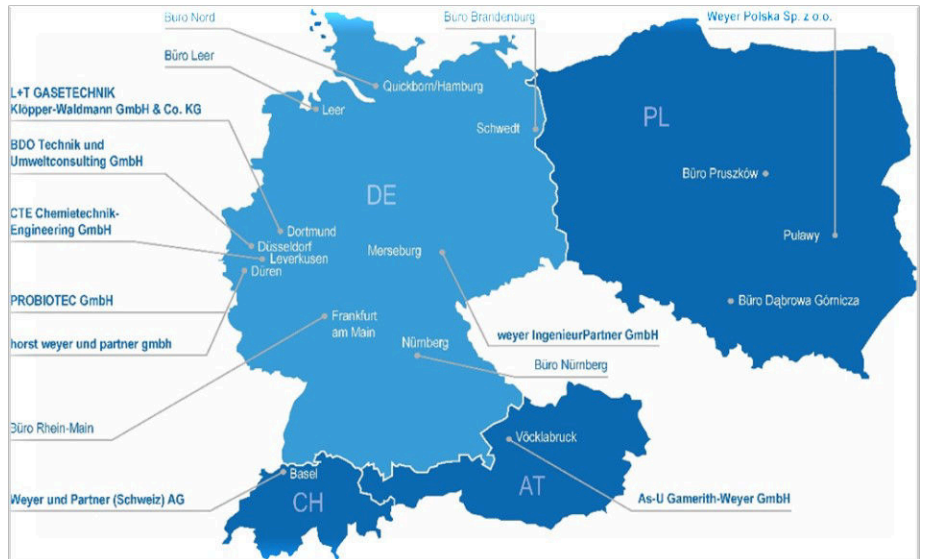 Büro Nord
Büro Brandenburg
Weyer Polska Sp. z o.o.
Büro Leer
Quickborn/Hamburg
L+T GASETECHNIK
Klöpper-Waldmann GmbH & Co. KG
Leer
Schwedt
PL
BDO Technik und
Umweltconsulting GmbH
Büro Pruszków
DE
CTE Chemietechnik-
Engineering GmbH
Dortmund
Puławy
Düsseldorf
Merseburg
Leverkusen
Düren
PROBIOTEC GmbH
Büro Dąbrowa Górnicza
Frankfurt
am Main
horst weyer und partner gmbh
weyer IngenieurPartner GmbH
Nürnberg
Büro Nürnberg
Büro Rhein-Main
Vöcklabruck
Basel
AT
Weyer und Partner (Schweiz) AG
CH
As-U Gamerith-Weyer GmbH